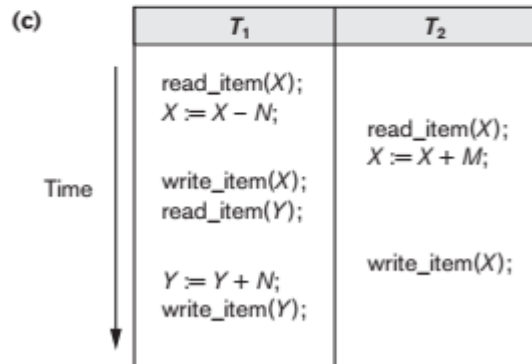 (c)
T1 T2
read_item(X);
X := X – N;
read_item(X);
X := X + M;
Time
write_item(X);
read_item(Y);
write_item(X);
Y := Y + N;
write_item(Y);